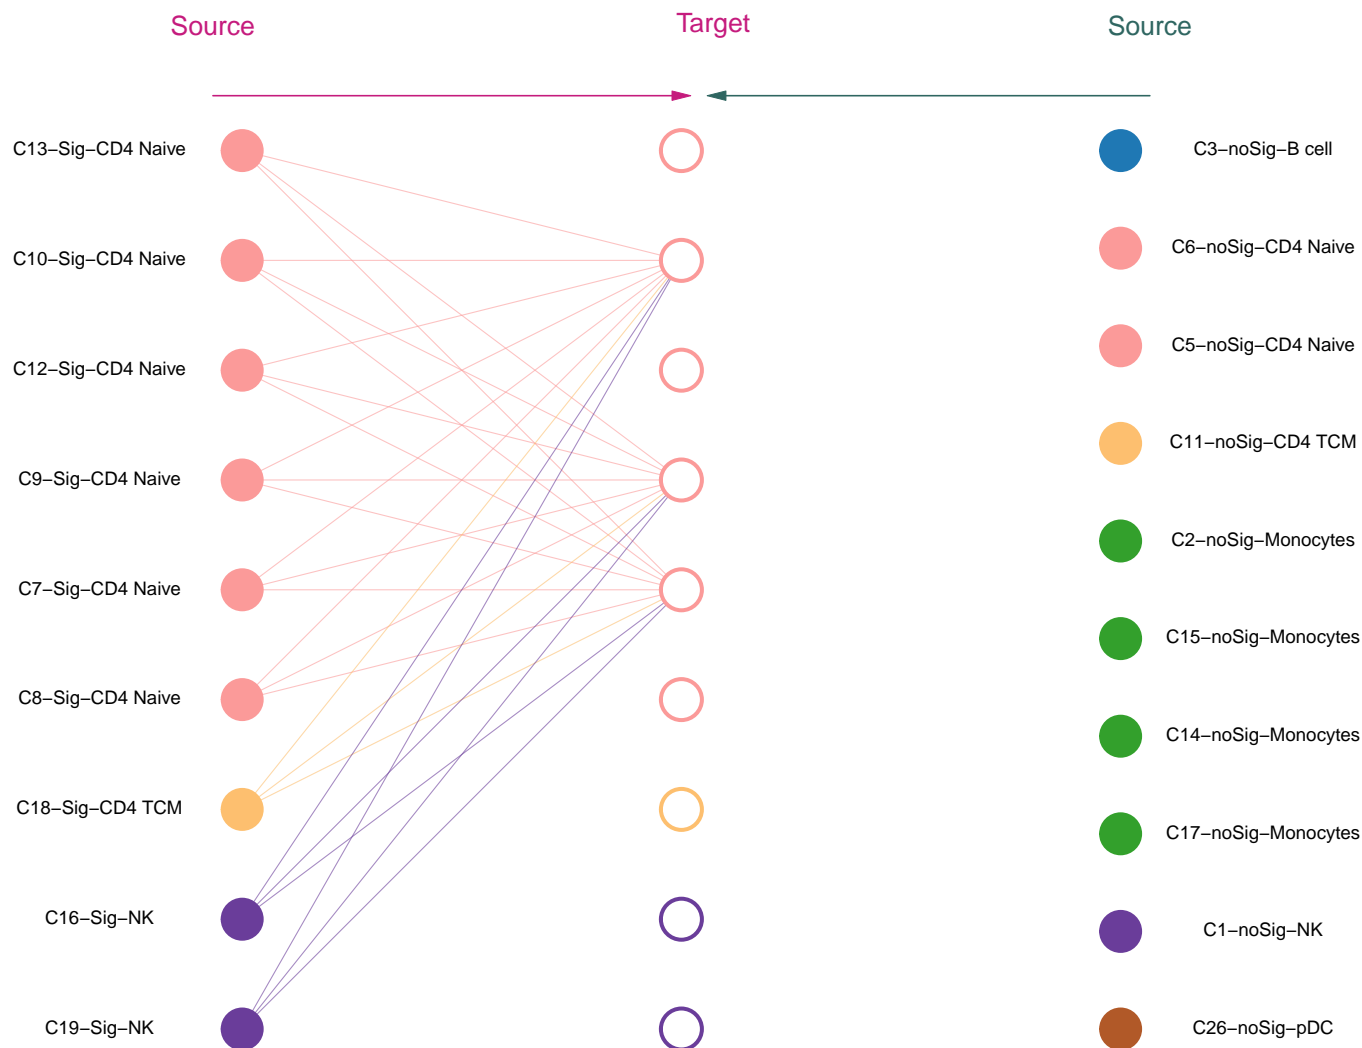 Source
Target
Source
C13−Sig−CD4 Naive
C10−Sig−CD4 Naive
C12−Sig−CD4 Naive
C9−Sig−CD4 Naive
C7−Sig−CD4 Naive
C8−Sig−CD4 Naive
C18−Sig−CD4 TCM
C16−Sig−NK
C19−Sig−NK
C3−noSig−B cell
C6−noSig−CD4 Naive
C5−noSig−CD4 Naive
C11−noSig−CD4 TCM
C2−noSig−Monocytes
C15−noSig−Monocytes
C14−noSig−Monocytes
C17−noSig−Monocytes
C1−noSig−NK
C26−noSig−pDC